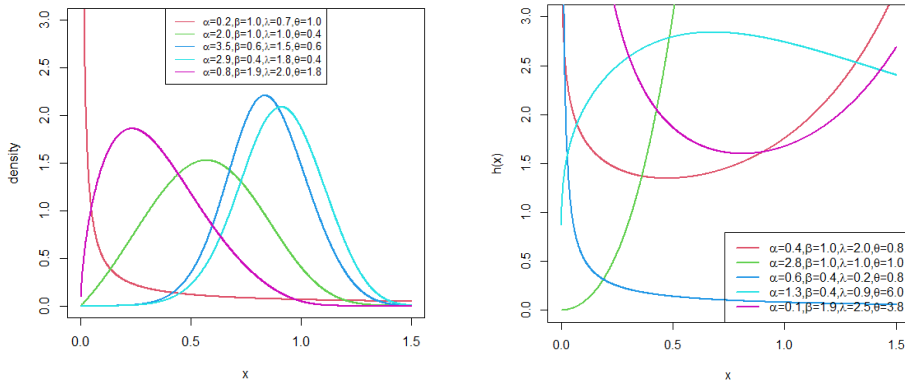 density
0.0
0.5
1.0
1.5
2.0
2.5
3.0
α=0.2,β=1.0,λ=0.7,θ=1.0
α=2.0,β=1.0,λ=1.0,θ=0.4
α=3.5,β=0.6,λ=1.5,θ=0.6
α=2.9,β=0.4,λ=1.8,θ=0.4
α=0.8,β=1.9,λ=2.0,θ=1.8
0.0 0.5 1.0 1.5
x
h(x)
0.0
0.5
1.0
1.5
2.0
2.5
3.0
α=0.4,β=1.0,λ=2.0,θ=0.8
α=2.8,β=1.0,λ=1.0,θ=1.0
α=0.6,β=0.4,λ=0.2,θ=0.8
α=1.3,β=0.4,λ=0.9,θ=6.0
α=0.1,β=1.9,λ=2.5,θ=3.8
0.0 0.5 1.0 1.5
x